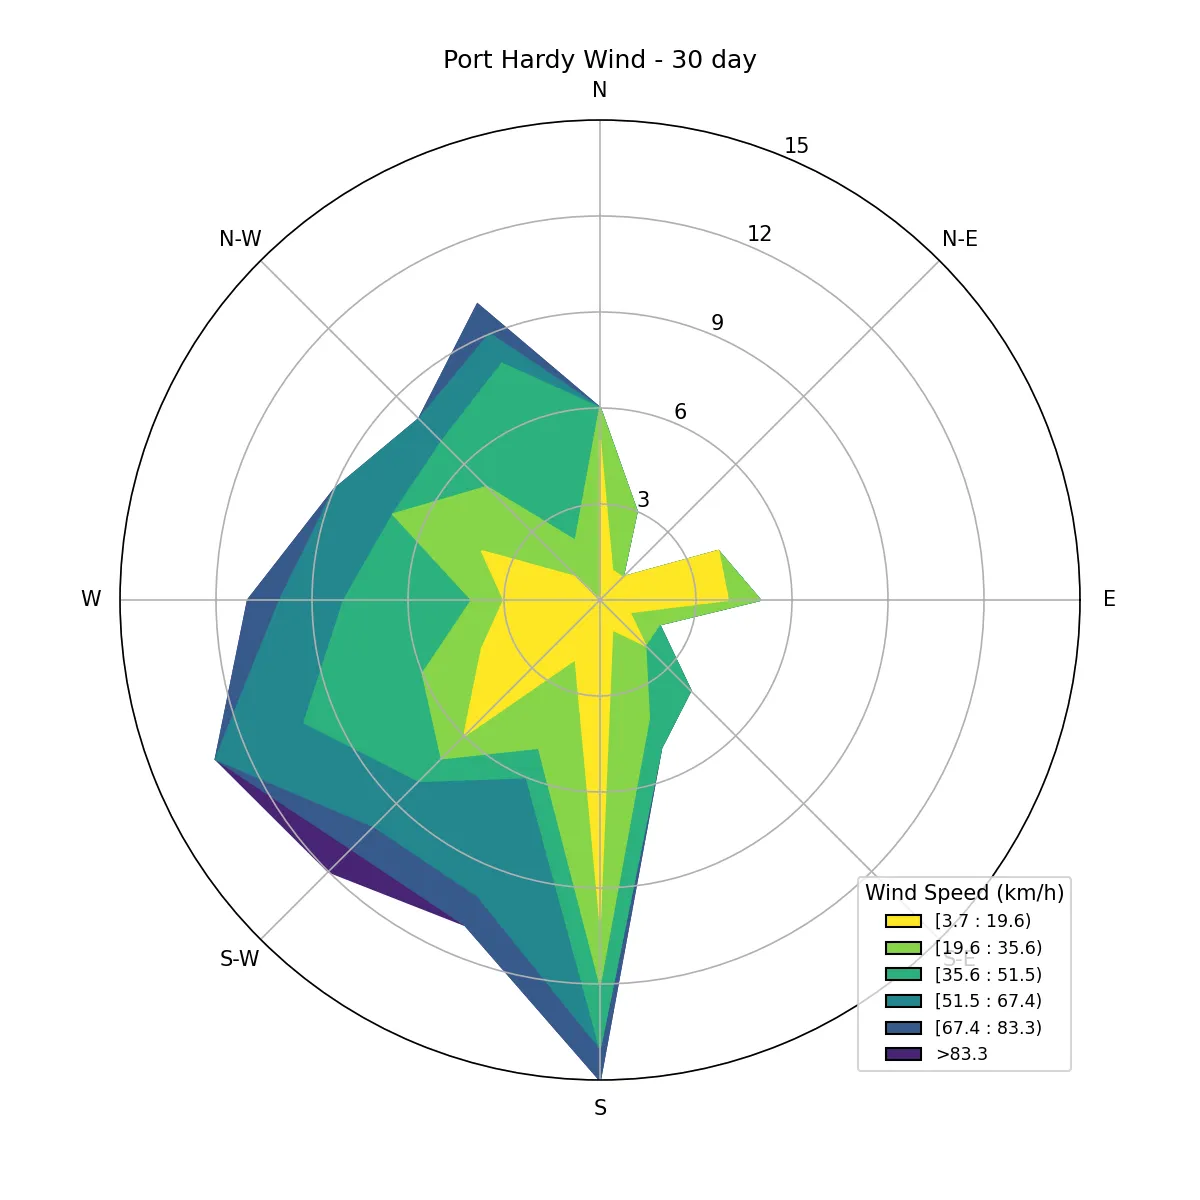 Port Hardy Wind - 30 day
N
15
N-W
12
N-E
9
6
3
W
E
S-W
S-E
S
Wind Speed (km/h)
[3.7 : 19.6)
[19.6 : 35.6)
[35.6 : 51.5)
[51.5 : 67.4)
[67.4 : 83.3)
>83.3